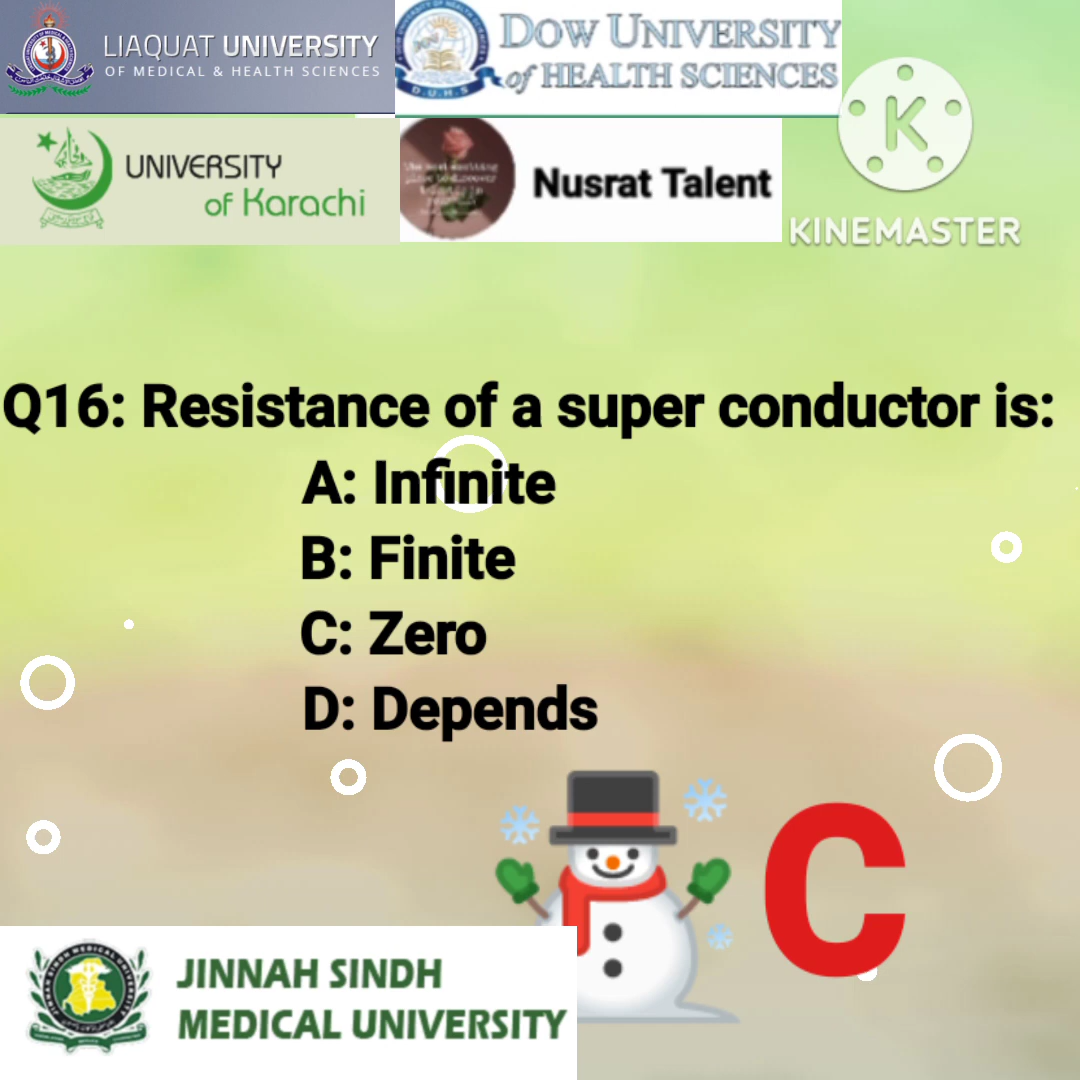 LIAQUAT UNIVERSITY
OF MEDICAL & HEALTH SCIENCES
DOW UNIVERSITY
of HEALTH SCIENCES
D.U.H.S
UNIVERSITY
of Karachi
Nusrat Talent
K
KINEMASTER
Q16: Resistance of a super conductor is:
A: Infinite
B: Finite
C: Zero
D: Depends
C
JINNAH SINDH
MEDICAL UNIVERSITY